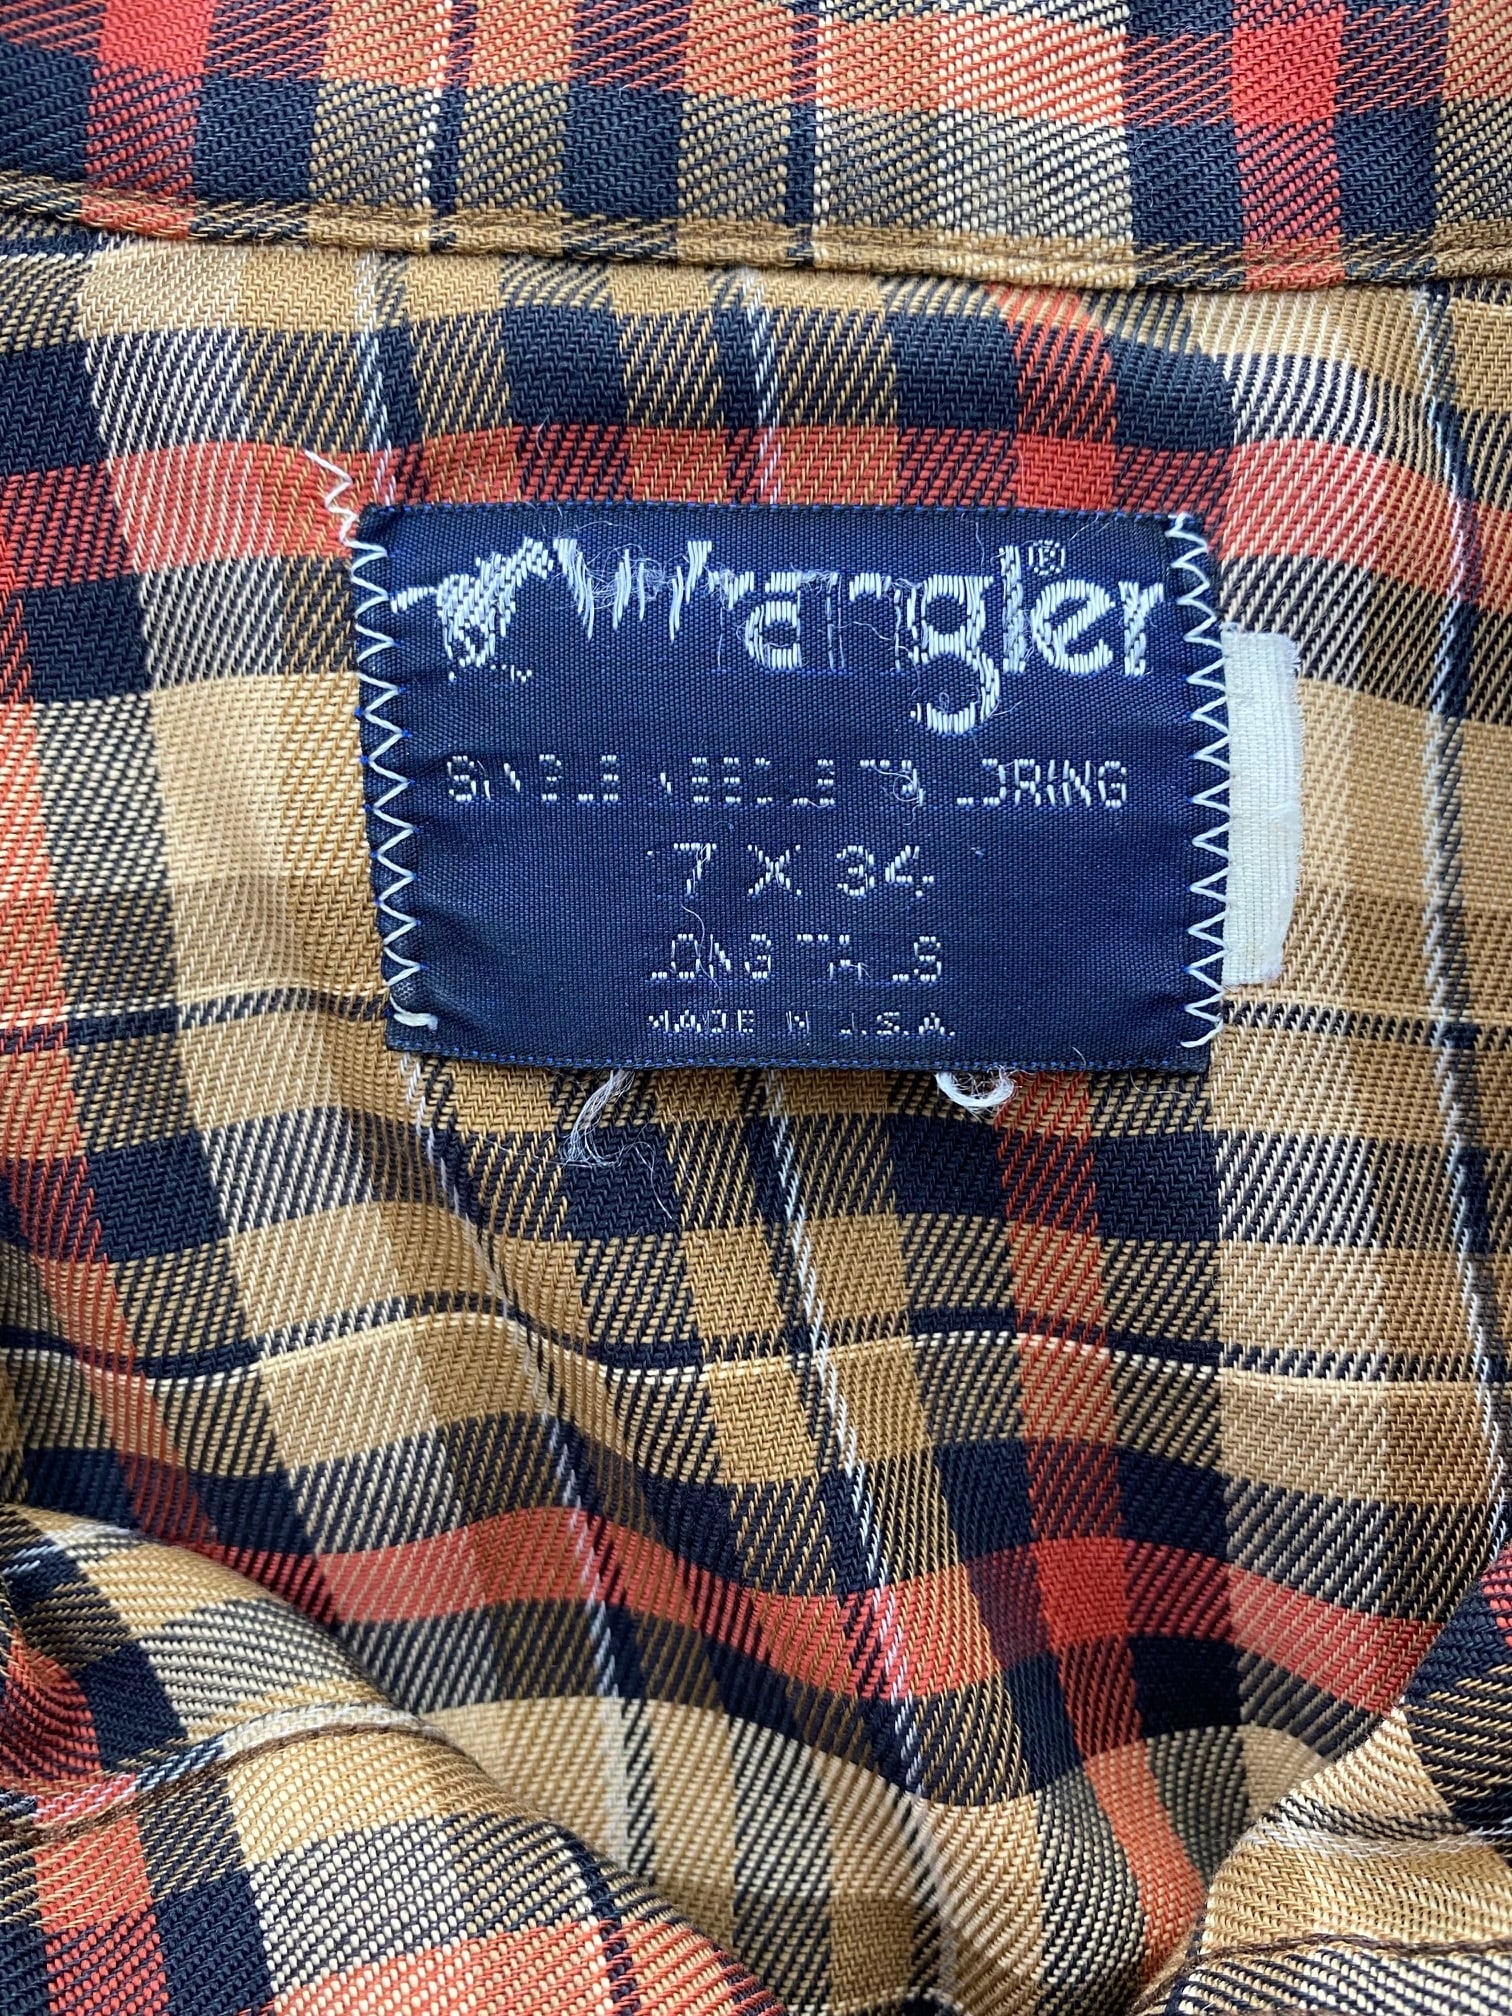 Wrangler®
SINGLE NEEDLE TAILORING
17 X 34
LONG TAILS
MADE IN U.S.A.